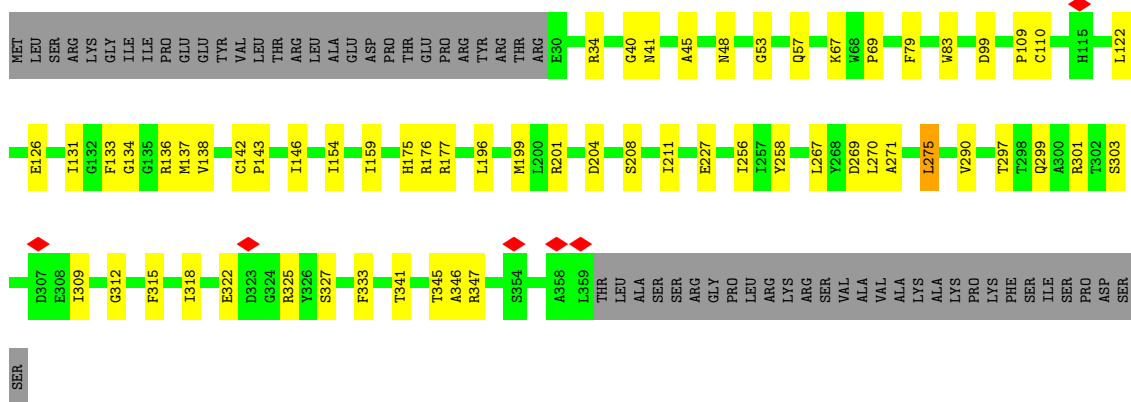 MET LEU SER ARG LYS GLY ILE ILE PRO GLU GLU TYR VAL LEU THR ARG LEU ALA GLU ASP PRO THR GLU PRO ARG TYR ARG THR ARG E30 R34 G40 N41 A45 N48 G53 Q57 K67 W68 P69 F79 W83 D99 P109 C110 H115 L122
E126 I131 G132 F133 G134 G135 R136 M137 V138 C142 P143 I146 I154 I159 H175 R176 R177 L196 M199 L200 R201 D204 S208 I211 E227 I256 I257 Y258 L267 Y268 D269 L270 A271 L275 V290 T297 T298 Q299 A300 R301 T302 S303
D307 E308 I309 G312 F315 I318 E322 D323 G324 R325 Y326 S327 F333 T341 T345 A346 R347 S354 A358 L359 THR LEU ALA SER SER ARG GLY PRO LEU ARG LYS ARG SER VAL ALA VAL ALA LYS ALA LYS PRO LYS PHE SER ILE SER PRO ASP SER
SER